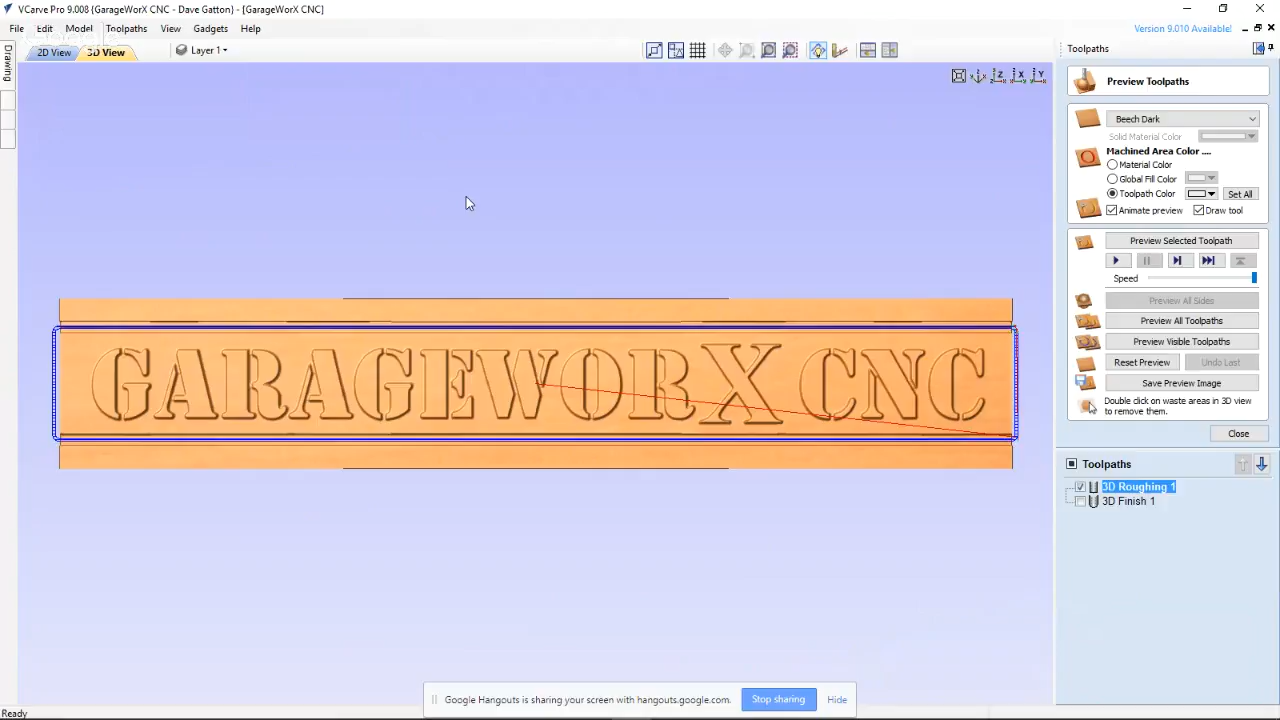 VCarve Pro 9.008 {GarageWorX CNC - Dave Gatton} - [GarageWorX CNC]
File Edit Model Toolpaths View Gadgets Help
Version 9.010 Available!
2D View 3D View Layer 1
Drawing
Toolpaths
Preview Toolpaths
Beech Dark
Solid Material Color
Machined Area Color ....
Material Color
Global Fill Color
Toolpath Color Set All
Animate preview Draw tool
Preview Selected Toolpath
Speed
Preview All Sides
Preview All Toolpaths
Preview Visible Toolpaths
Reset Preview Undo Last
Save Preview Image
Double click on waste areas in 3D view
to remove them.
Close
Toolpaths
3D Roughing 1
3D Finish 1
Z X Y
GARAGEWORX CNC
Google Hangouts is sharing your screen with hangouts.google.com. Stop sharing Hide
Ready